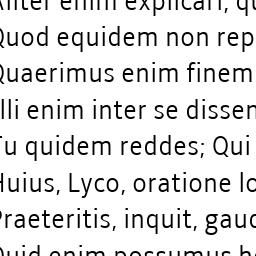 Aliter enim explicari, qu
Quod equidem non rep
Quaerimus enim finem
Illi enim inter se dissen
Tu quidem reddes; Qui
Huius, Lyco, oratione lo
Praeteritis, inquit, gaud
Quid enim possumus h